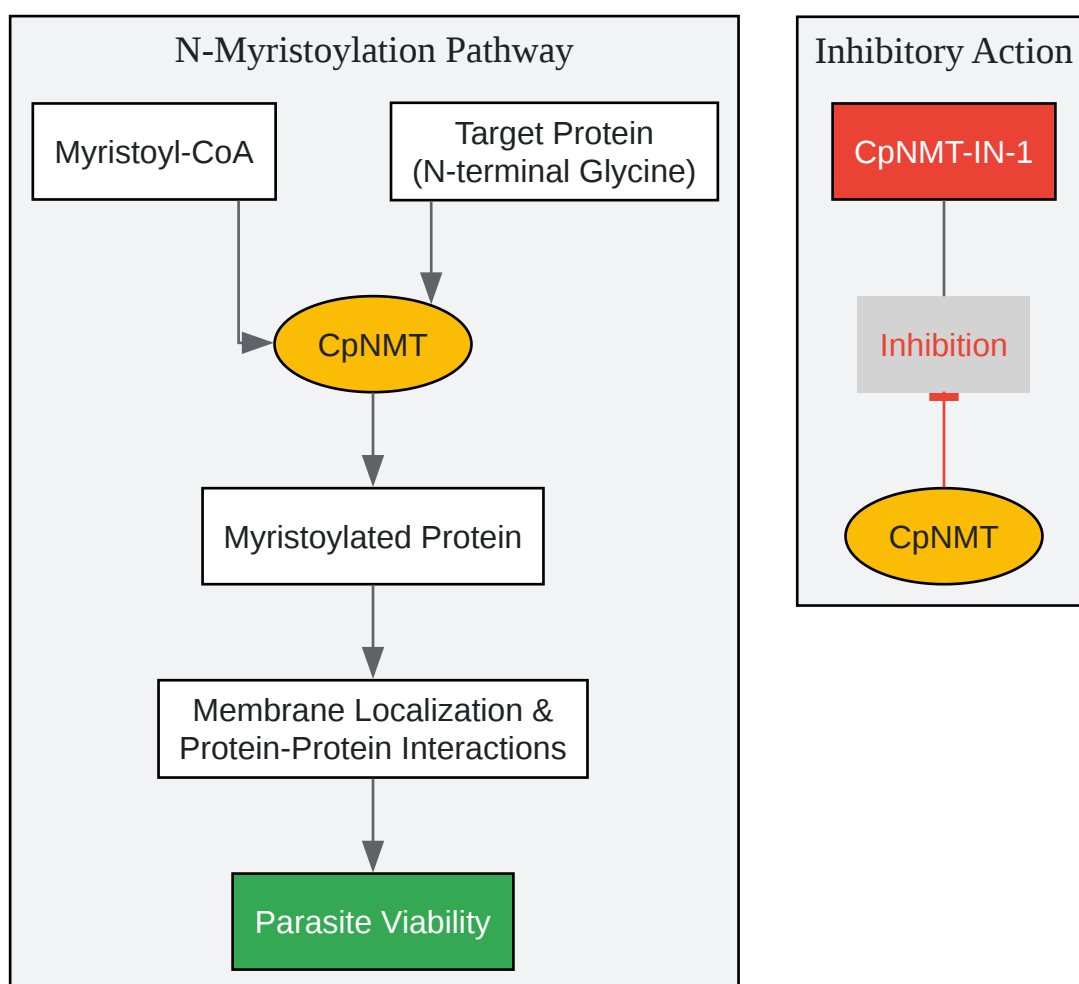 N-Myristoylation Pathway
Myristoyl-CoA
Target Protein
(N-terminal Glycine)
CpNMT
Myristoylated Protein
Membrane Localization &
Protein-Protein Interactions
Parasite Viability
Inhibitory Action
CpNMT-IN-1
Inhibition
CpNMT